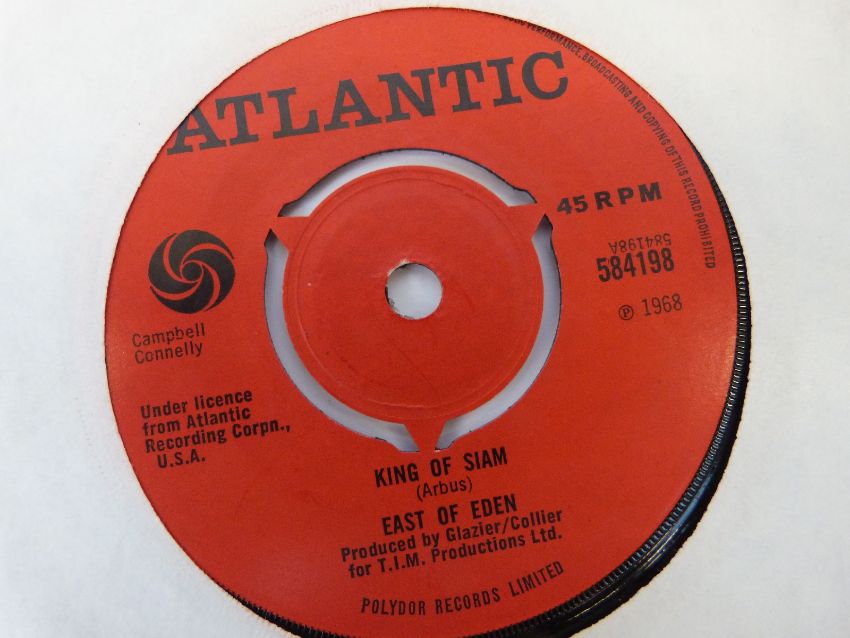 ATLANTIC
PERFORMANCE, BROADCASTING AND COPYING OF THIS RECORD PROHIBITED
45 RPM
584198A
584198
℗ 1968
Campbell
Connelly
Under licence
from Atlantic
Recording Corpn.,
U.S.A.
KING OF SIAM
(Arbus)
EAST OF EDEN
Produced by Glazier/Collier
for T.I.M. Productions Ltd.
POLYDOR RECORDS LIMITED